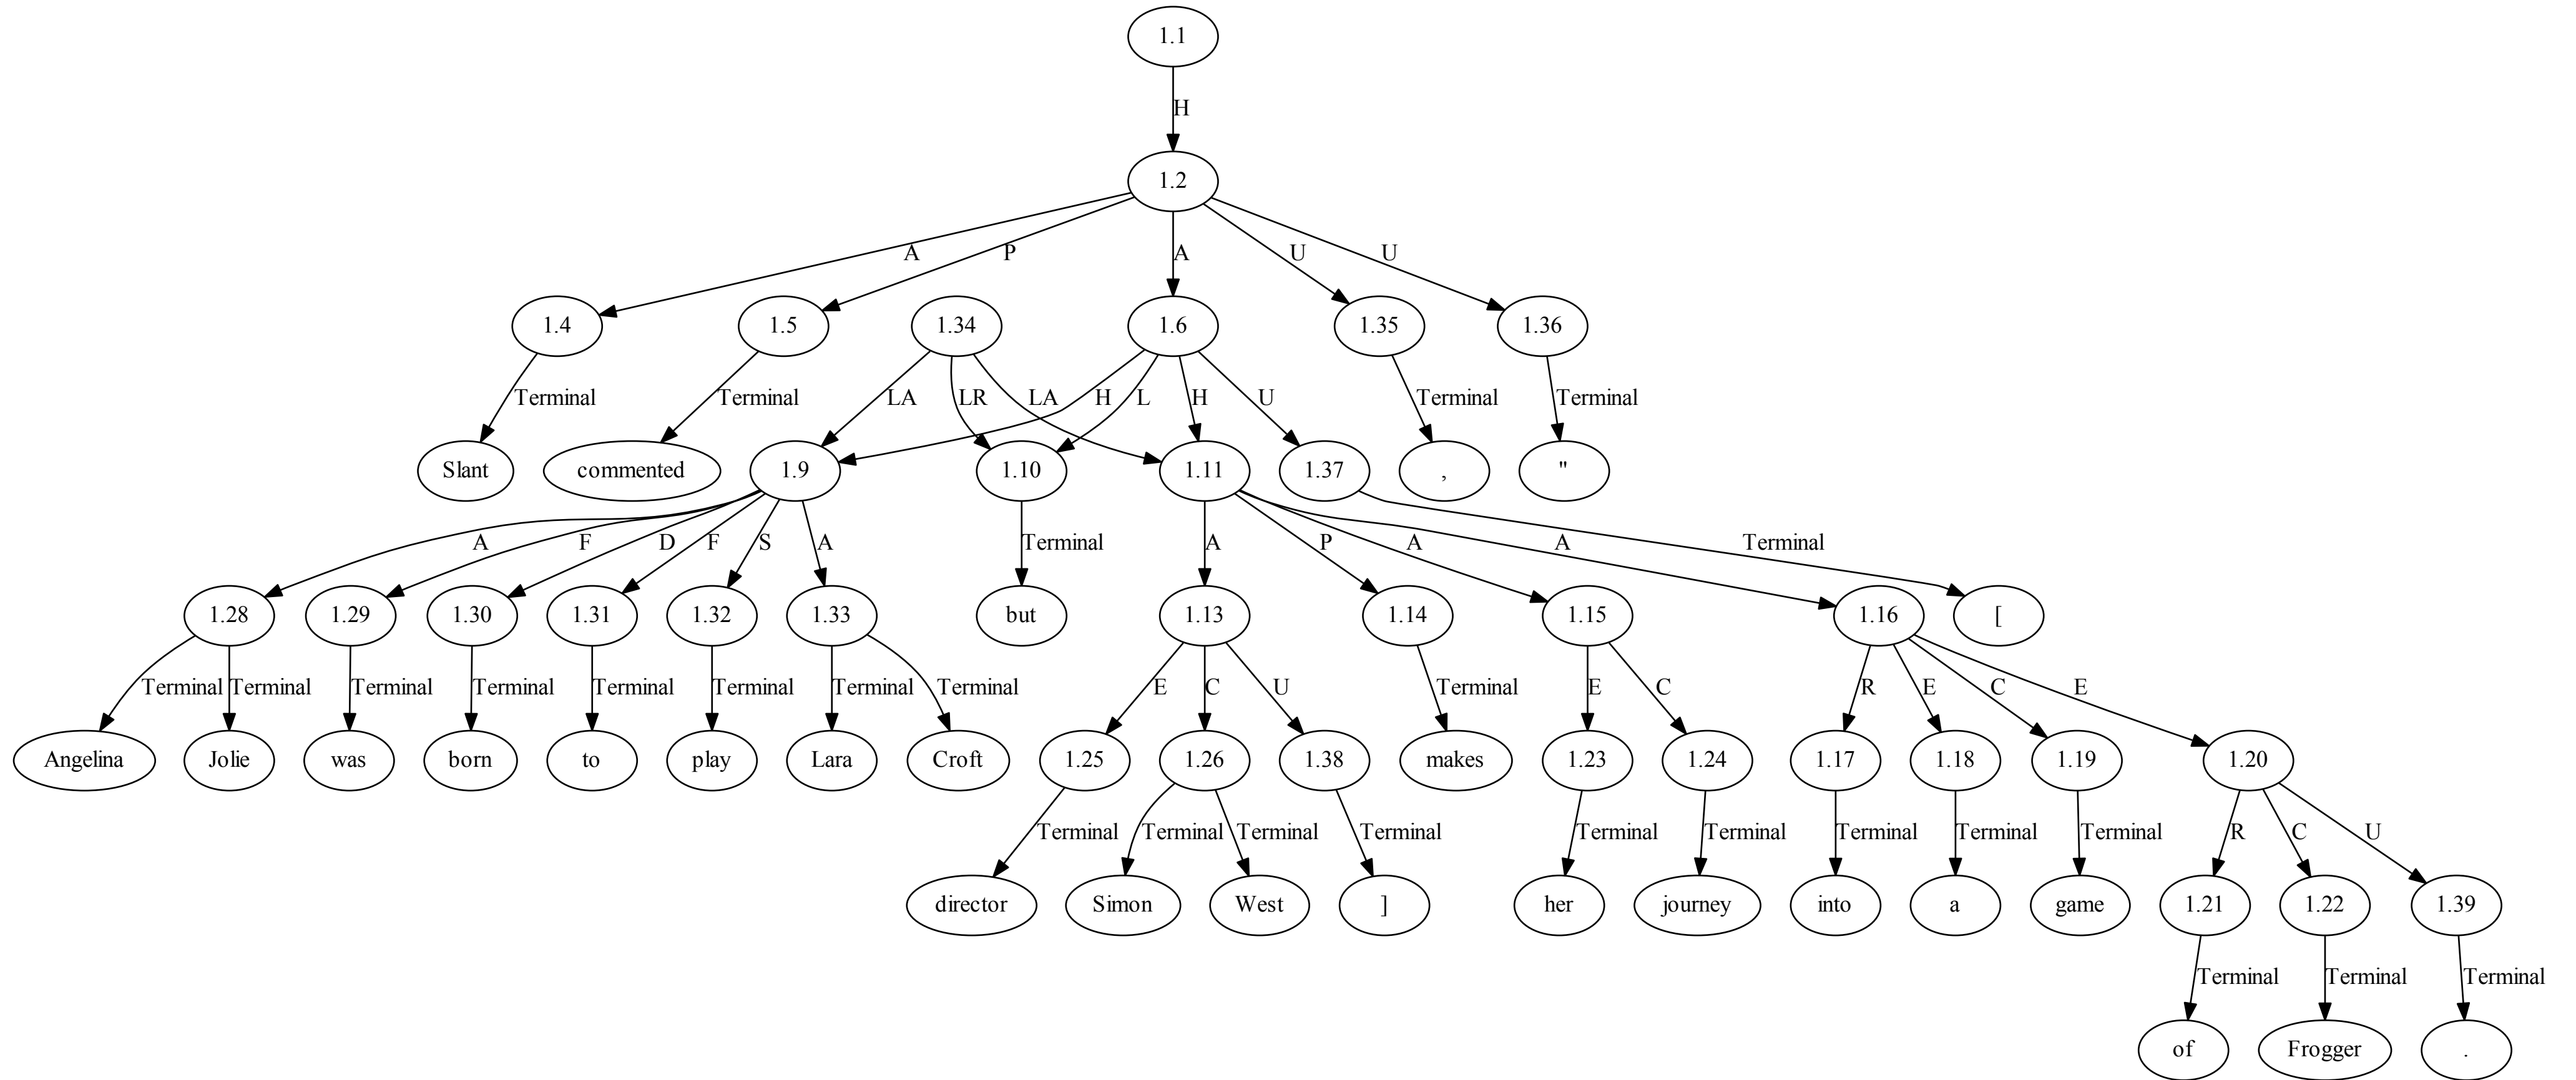 1.1
H
1.2
A P A U U
1.4 1.5 1.34 1.6 1.35 1.36
Terminal Terminal LA LR LA H L H U Terminal Terminal
Slant commented 1.9 1.10 1.11 1.37 , "
A F D F S A Terminal A P A A Terminal
1.28 1.29 1.30 1.31 1.32 1.33 but 1.13 1.14 1.15 1.16 [
Terminal Terminal Terminal Terminal Terminal Terminal Terminal Terminal E C U Terminal E C R E C E
Angelina Jolie was born to play Lara Croft 1.25 1.26 1.38 makes 1.23 1.24 1.17 1.18 1.19 1.20
Terminal Terminal Terminal Terminal Terminal Terminal Terminal Terminal Terminal R C U
director Simon West ] her journey into a game 1.21 1.22 1.39
Terminal Terminal Terminal
of Frogger .